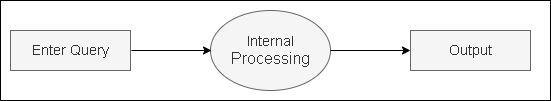 Enter Query
Internal
Processing
Output